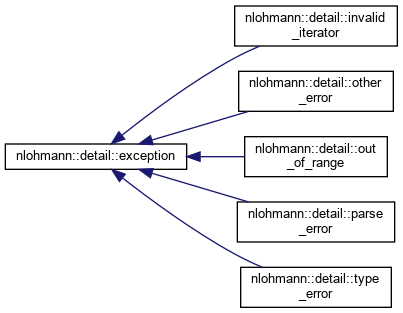 nlohmann::detail::invalid
_iterator
nlohmann::detail::other
_error
nlohmann::detail::exception
nlohmann::detail::out
_of_range
nlohmann::detail::parse
_error
nlohmann::detail::type
_error